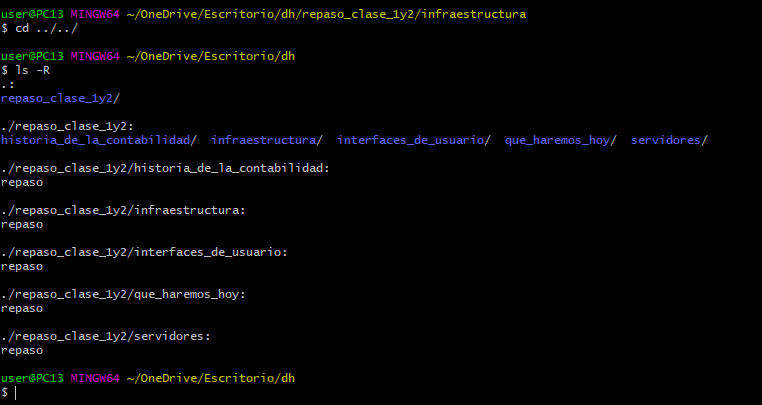 user@PC13 MINGW64 ~/OneDrive/Escritorio/dh/repaso_clase_1y2/infraestructura
$ cd ../../
user@PC13 MINGW64 ~/OneDrive/Escritorio/dh
$ ls -R
.:
repaso_clase_1y2/
./repaso_clase_1y2:
historia_de_la_contabilidad/  infraestructura/  interfaces_de_usuario/  que_haremos_hoy/  servidores/
./repaso_clase_1y2/historia_de_la_contabilidad:
repaso
./repaso_clase_1y2/infraestructura:
repaso
./repaso_clase_1y2/interfaces_de_usuario:
repaso
./repaso_clase_1y2/que_haremos_hoy:
repaso
./repaso_clase_1y2/servidores:
repaso
user@PC13 MINGW64 ~/OneDrive/Escritorio/dh
$